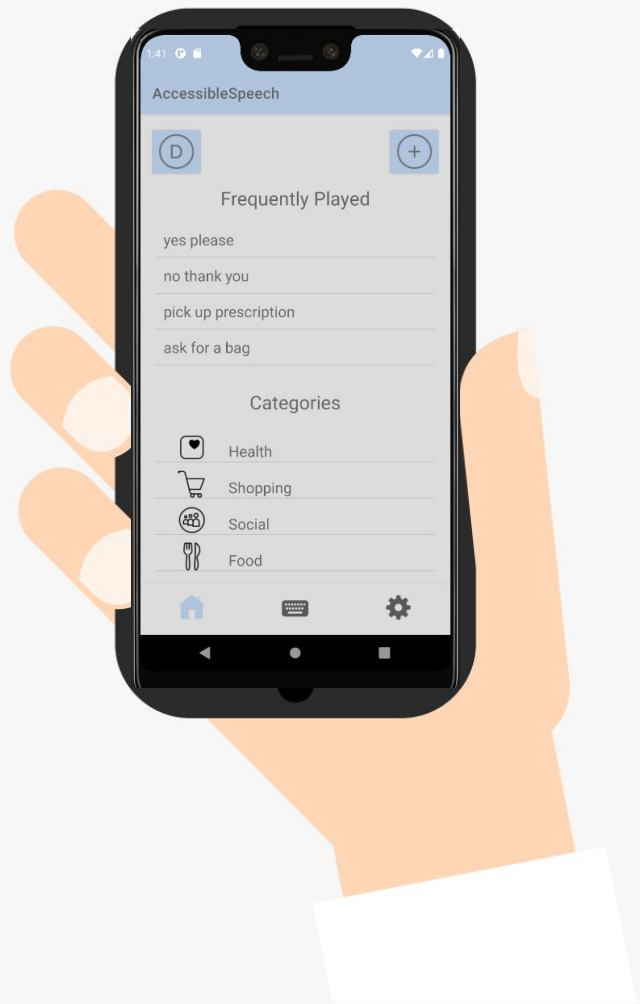 1:41
AccessibleSpeech
D +
Frequently Played
yes please
no thank you
pick up prescription
ask for a bag
Categories
Health
Shopping
Social
Food